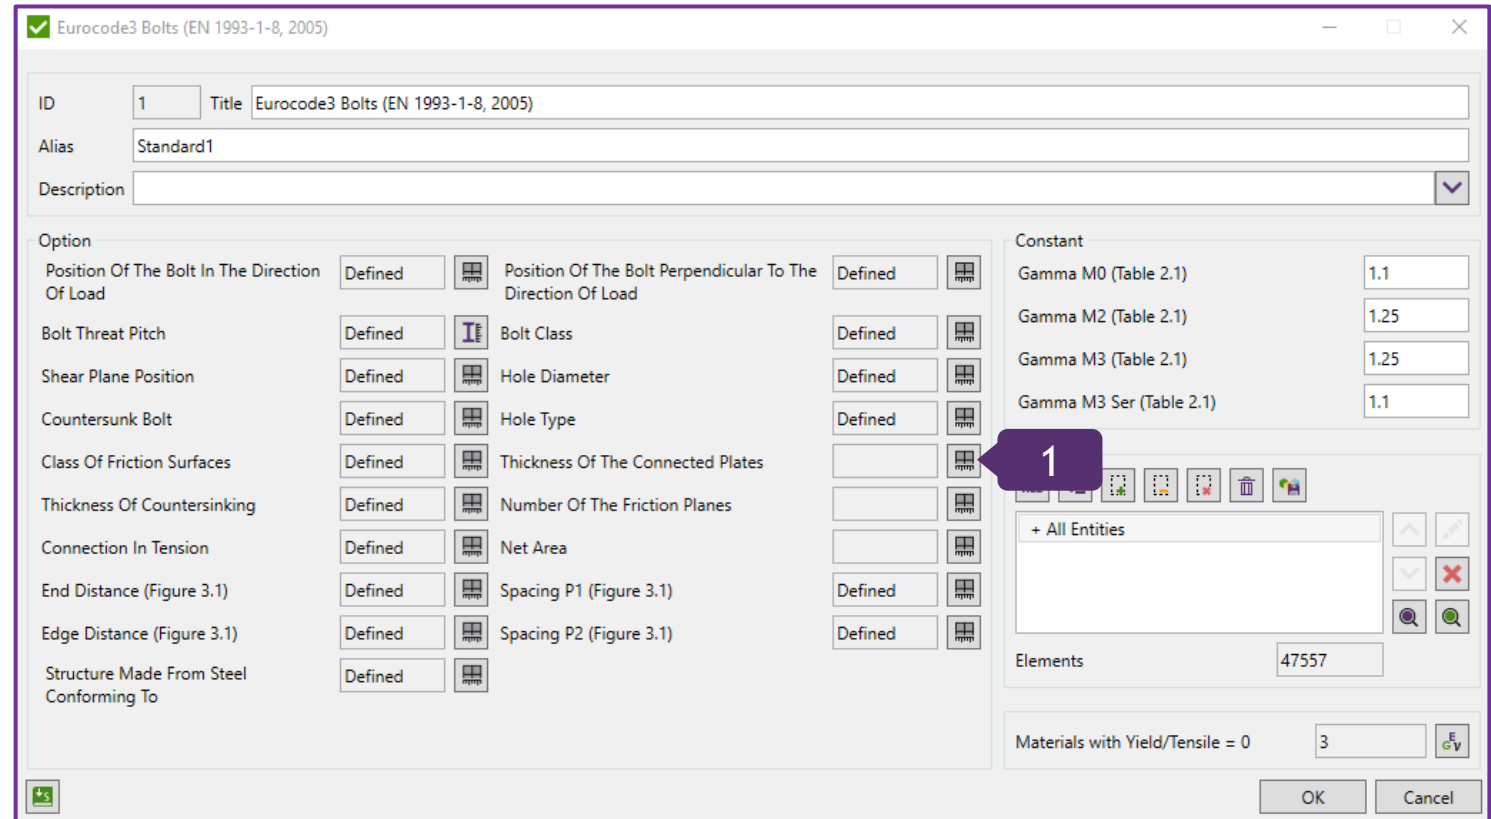 Eurocode3 Bolts (EN 1993-1-8, 2005)
ID 1 Title Eurocode3 Bolts (EN 1993-1-8, 2005)
Alias Standard1
Description
Option
Position Of The Bolt In The Direction Of Load Defined
Position Of The Bolt Perpendicular To The Direction Of Load Defined
Bolt Threat Pitch Defined
Bolt Class Defined
Shear Plane Position Defined
Hole Diameter Defined
Countersunk Bolt Defined
Hole Type Defined
Class Of Friction Surfaces Defined
Thickness Of The Connected Plates
1
Thickness Of Countersinking Defined
Number Of The Friction Planes
Connection In Tension Defined
Net Area
End Distance (Figure 3.1) Defined
Spacing P1 (Figure 3.1) Defined
Edge Distance (Figure 3.1) Defined
Spacing P2 (Figure 3.1) Defined
Structure Made From Steel Conforming To Defined
Constant
Gamma M0 (Table 2.1) 1.1
Gamma M2 (Table 2.1) 1.25
Gamma M3 (Table 2.1) 1.25
Gamma M3 Ser (Table 2.1) 1.1
+ All Entities
Elements 47557
Materials with Yield/Tensile = 0 3
E
G ν
S
OK Cancel